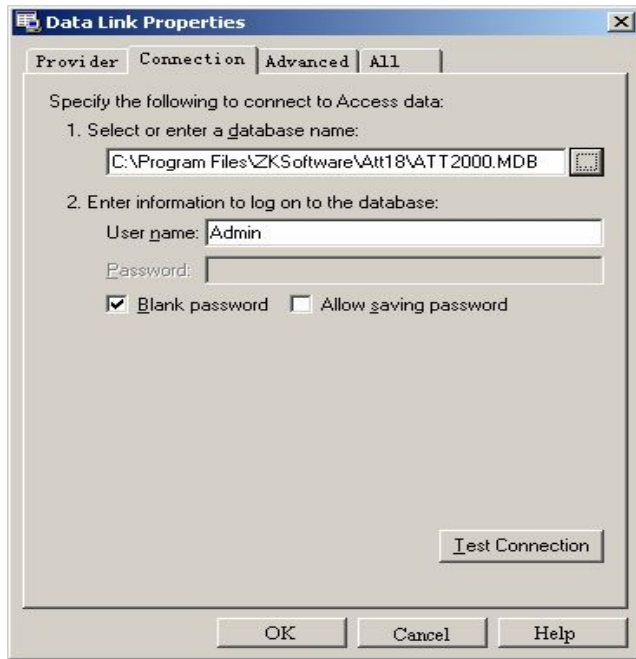 Data Link Properties
Provider Connection Advanced All
Specify the following to connect to Access data:
1. Select or enter a database name:
C:\Program Files\ZKSoftware\Att18\ATT2000.MDB ...
2. Enter information to log on to the database:
User name: Admin
Password:
Blank password Allow saving password
Test Connection
OK Cancel Help